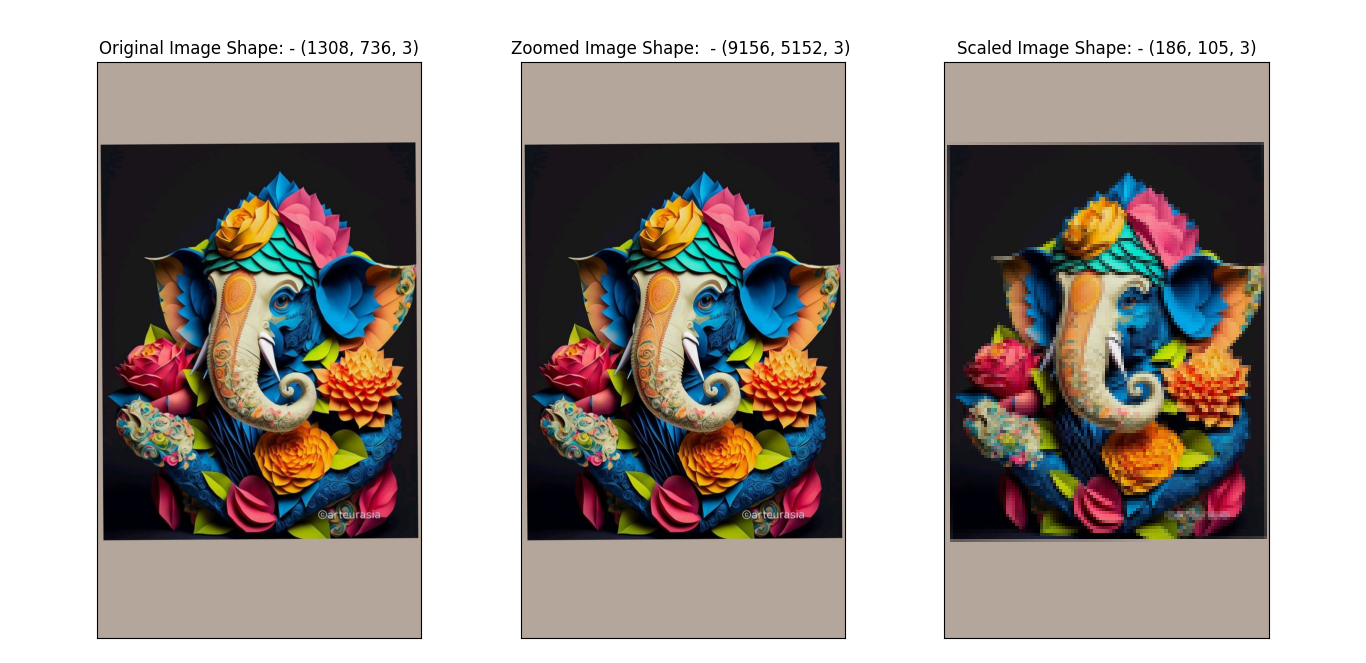 Original Image Shape: - (1308, 736, 3)
Zoomed Image Shape:  - (9156, 5152, 3)
Scaled Image Shape: - (186, 105, 3)
©arteurasia
©arteurasia